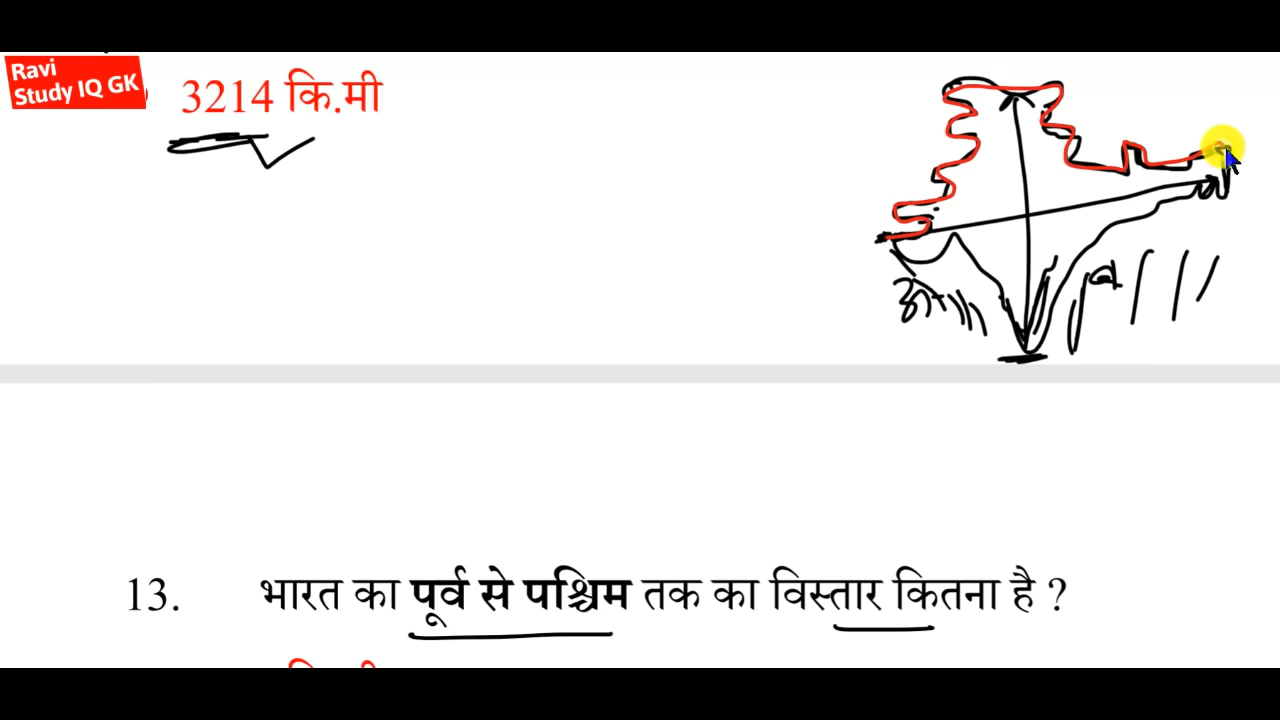 Ravi
Study IQ GK
3214 कि.मी
13. भारत का पूर्व से पश्चिम तक का विस्तार कितना है ?